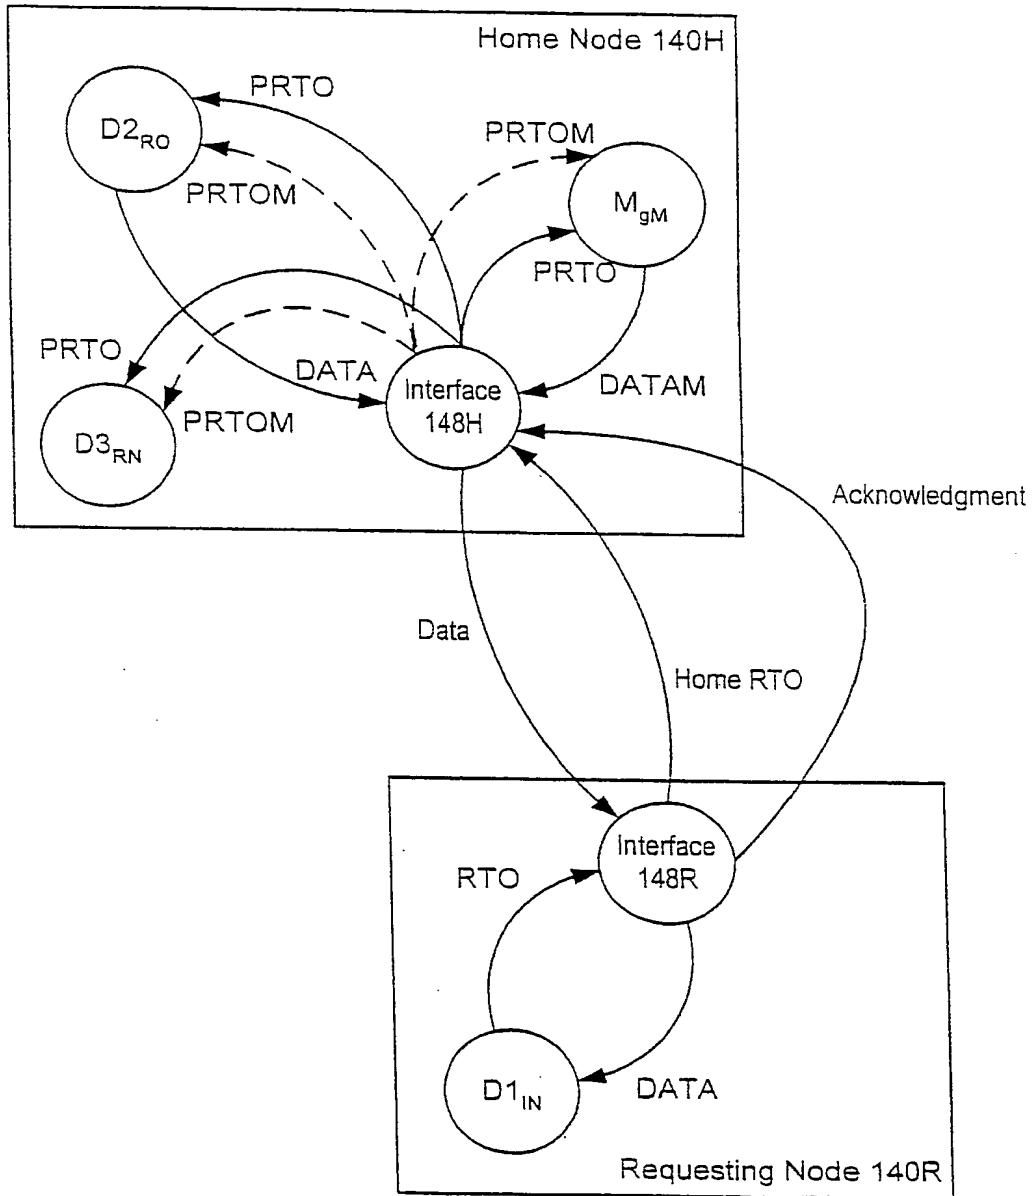 Home Node 140H
PRTO
D2RO
PRTOM
PRTOM
MgM
PRTO
PRTO
DATA
Interface
148H
DATAM
D3RN
PRTOM
Acknowledgment
Data
Home RTO
Interface
148R
RTO
D1IN
DATA
Requesting Node 140R